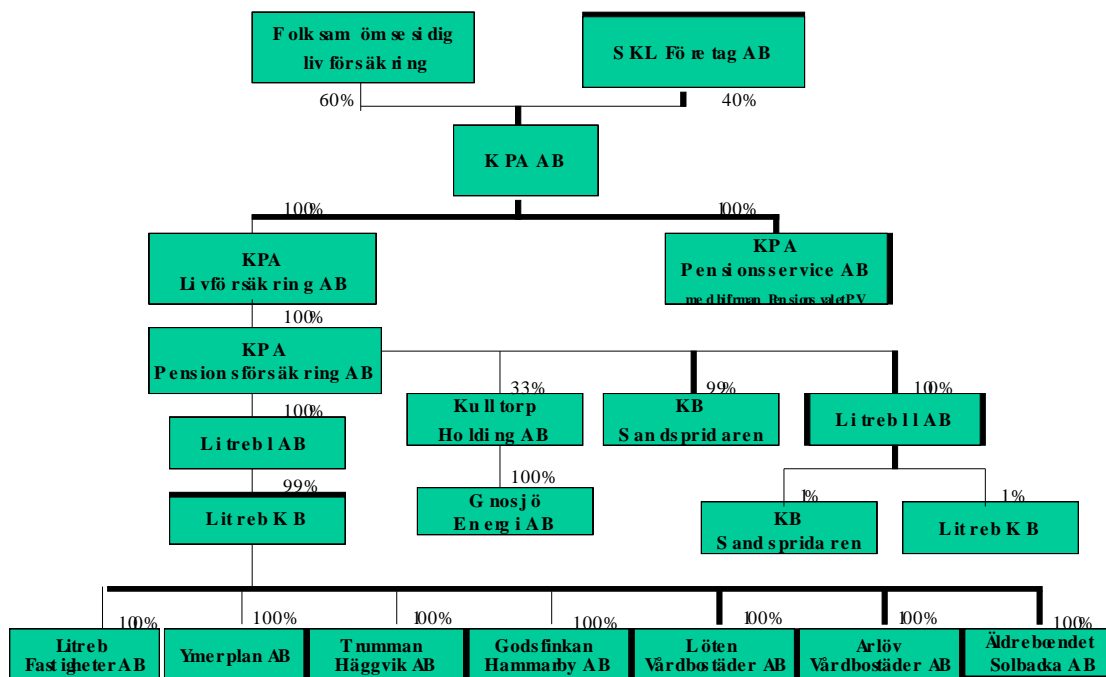 Folksam ömsesidig
livförsäkring
SKL Företag AB
60%
40%
KPA AB
100%
100%
KPA
Livförsäkring AB
KPA
Pensionsservice AB
med bifirman PensionsvaletPV
100%
KPA
Pensionsförsäkring AB
100%
33%
99%
100%
Kulltorp
Holding AB
KB
Sandspridaren
Litreb II AB
Litreb I AB
99%
100%
1%
1%
Litreb KB
Gnosjö
Energi AB
KB
Sandspridaren
Litreb KB
100%
100%
100%
100%
100%
100%
100%
Litreb
Fastigheter AB
Ymerplan AB
Trumman
Häggvik AB
Godsfinkan
Hammarby AB
Löten
Vårdbostäder AB
Arlöv
Vårdbostäder AB
Äldreboendet
Solbacka AB